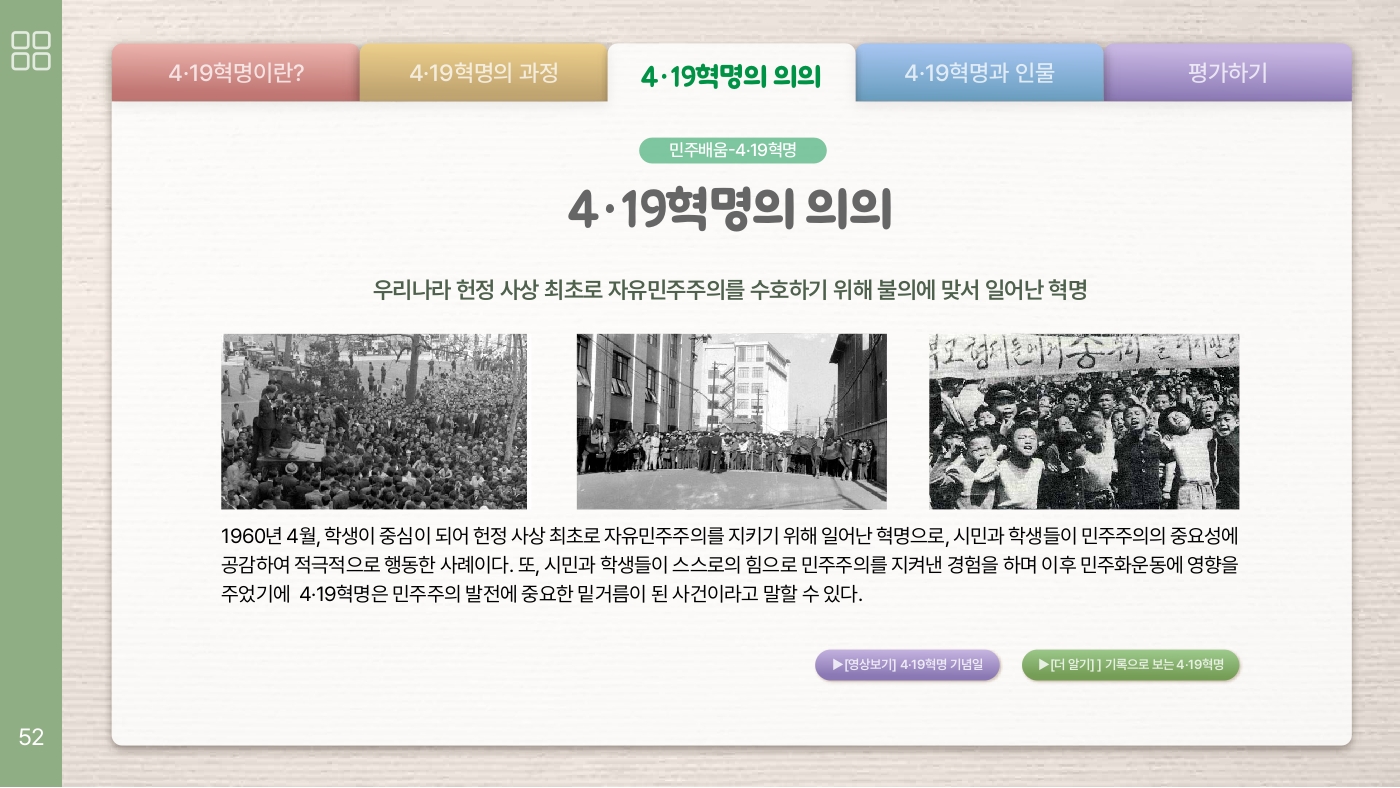 4·19혁명이란?
4·19혁명의 과정
4·19혁명의 의의
4·19혁명과 인물
평가하기
민주배움-4·19혁명
4·19혁명의 의의
우리나라 헌정 사상 최초로 자유민주주의를 수호하기 위해 불의에 맞서 일어난 혁명
1960년 4월, 학생이 중심이 되어 헌정 사상 최초로 자유민주주의를 지키기 위해 일어난 혁명으로, 시민과 학생들이 민주주의의 중요성에
공감하여 적극적으로 행동한 사례이다. 또, 시민과 학생들이 스스로의 힘으로 민주주의를 지켜낸 경험을 하며 이후 민주화운동에 영향을
주었기에 4·19혁명은 민주주의 발전에 중요한 밑거름이 된 사건이라고 말할 수 있다.
▶[영상보기] 4·19혁명 기념일
▶[더 알기] ] 기록으로 보는 4·19혁명
52